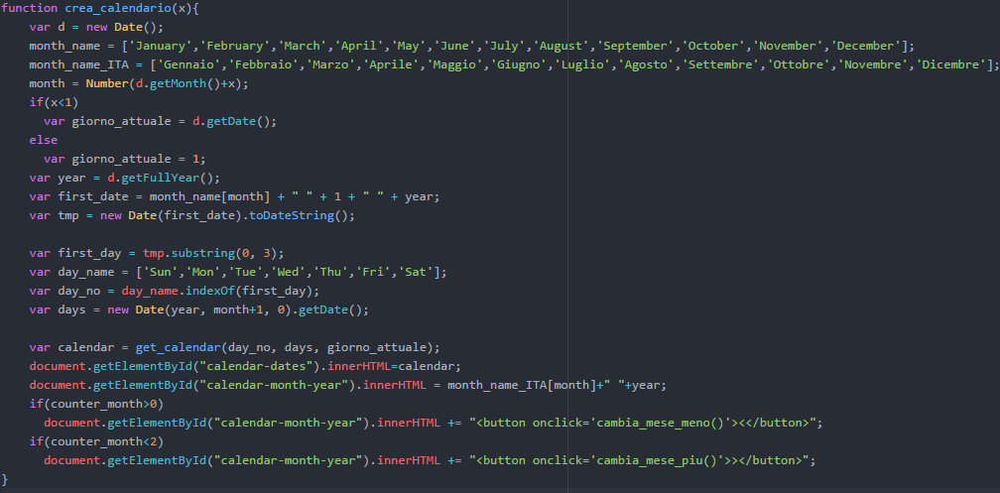 function crea_calendario(x){
    var d = new Date();
    month_name = ['January','February','March','April','May','June','July','August','September','October','November','December'];
    month_name_ITA = ['Gennaio','Febbraio','Marzo','Aprile','Maggio','Giugno','Luglio','Agosto','Settembre','Ottobre','Novembre','Dicembre'];
    month = Number(d.getMonth()+x);
    if(x<1)
      var giorno_attuale = d.getDate();
    else
      var giorno_attuale = 1;
    var year = d.getFullYear();
    var first_date = month_name[month] + " " + 1 + " " + year;
    var tmp = new Date(first_date).toDateString();

    var first_day = tmp.substring(0, 3);
    var day_name = ['Sun','Mon','Tue','Wed','Thu','Fri','Sat'];
    var day_no = day_name.indexOf(first_day);
    var days = new Date(year, month+1, 0).getDate();

    var calendar = get_calendar(day_no, days, giorno_attuale);
    document.getElementById("calendar-dates").innerHTML=calendar;
    document.getElementById("calendar-month-year").innerHTML = month_name_ITA[month]+" "+year;
    if(counter_month>0)
      document.getElementById("calendar-month-year").innerHTML += "<button onclick='cambia_mese_meno()'><</button>";
    if(counter_month<2)
      document.getElementById("calendar-month-year").innerHTML += "<button onclick='cambia_mese_piu()'>></button>";
}